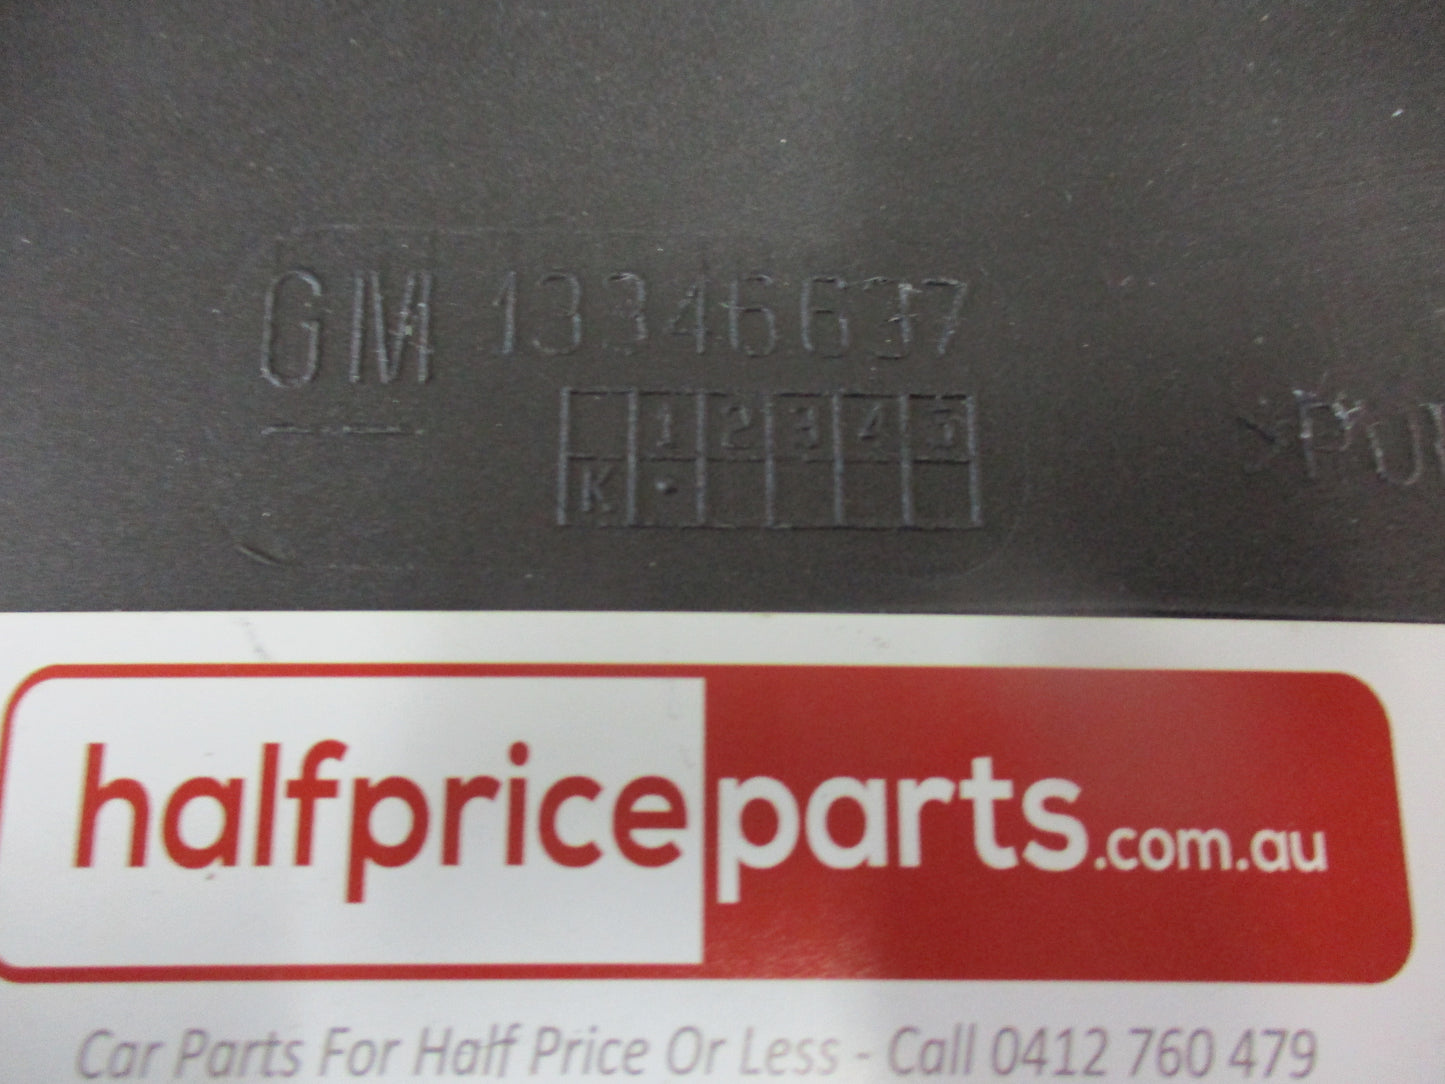 GM 13346637
1 2 3 4 5
K .
>PUR
halfpriceparts.com.au
Car Parts For Half Price Or Less - Call 0412 760 479